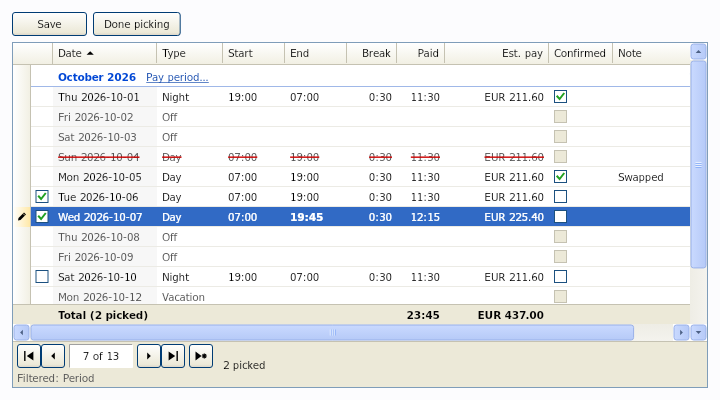 Save Done picking
Date Type Start End Break Paid Est. pay Confirmed Note
October 2026 Pay period...
Thu 2026-10-01 Night 19:00 07:00 0:30 11:30 EUR 211.60
Fri 2026-10-02 Off
Sat 2026-10-03 Off
Sun 2026-10-04 Day 07:00 19:00 0:30 11:30 EUR 211.60
Mon 2026-10-05 Day 07:00 19:00 0:30 11:30 EUR 211.60 Swapped
Tue 2026-10-06 Day 07:00 19:00 0:30 11:30 EUR 211.60
Wed 2026-10-07 Day 07:00 19:45 0:30 12:15 EUR 225.40
Thu 2026-10-08 Off
Fri 2026-10-09 Off
Sat 2026-10-10 Night 19:00 07:00 0:30 11:30 EUR 211.60
Mon 2026-10-12 Vacation
Total (2 picked) 23:45 EUR 437.00
7 of 13 2 picked
Filtered: Period